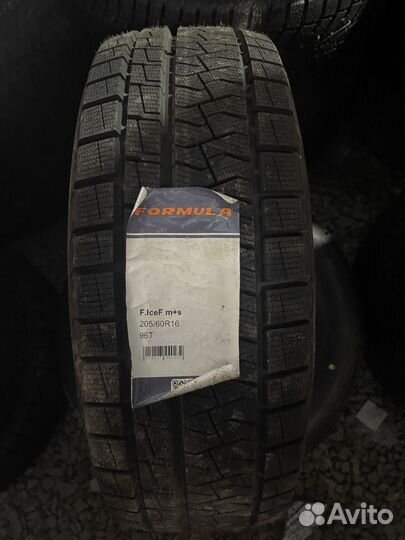 FORMULA
F.IceF m+s
205/60R16
96T
Avito